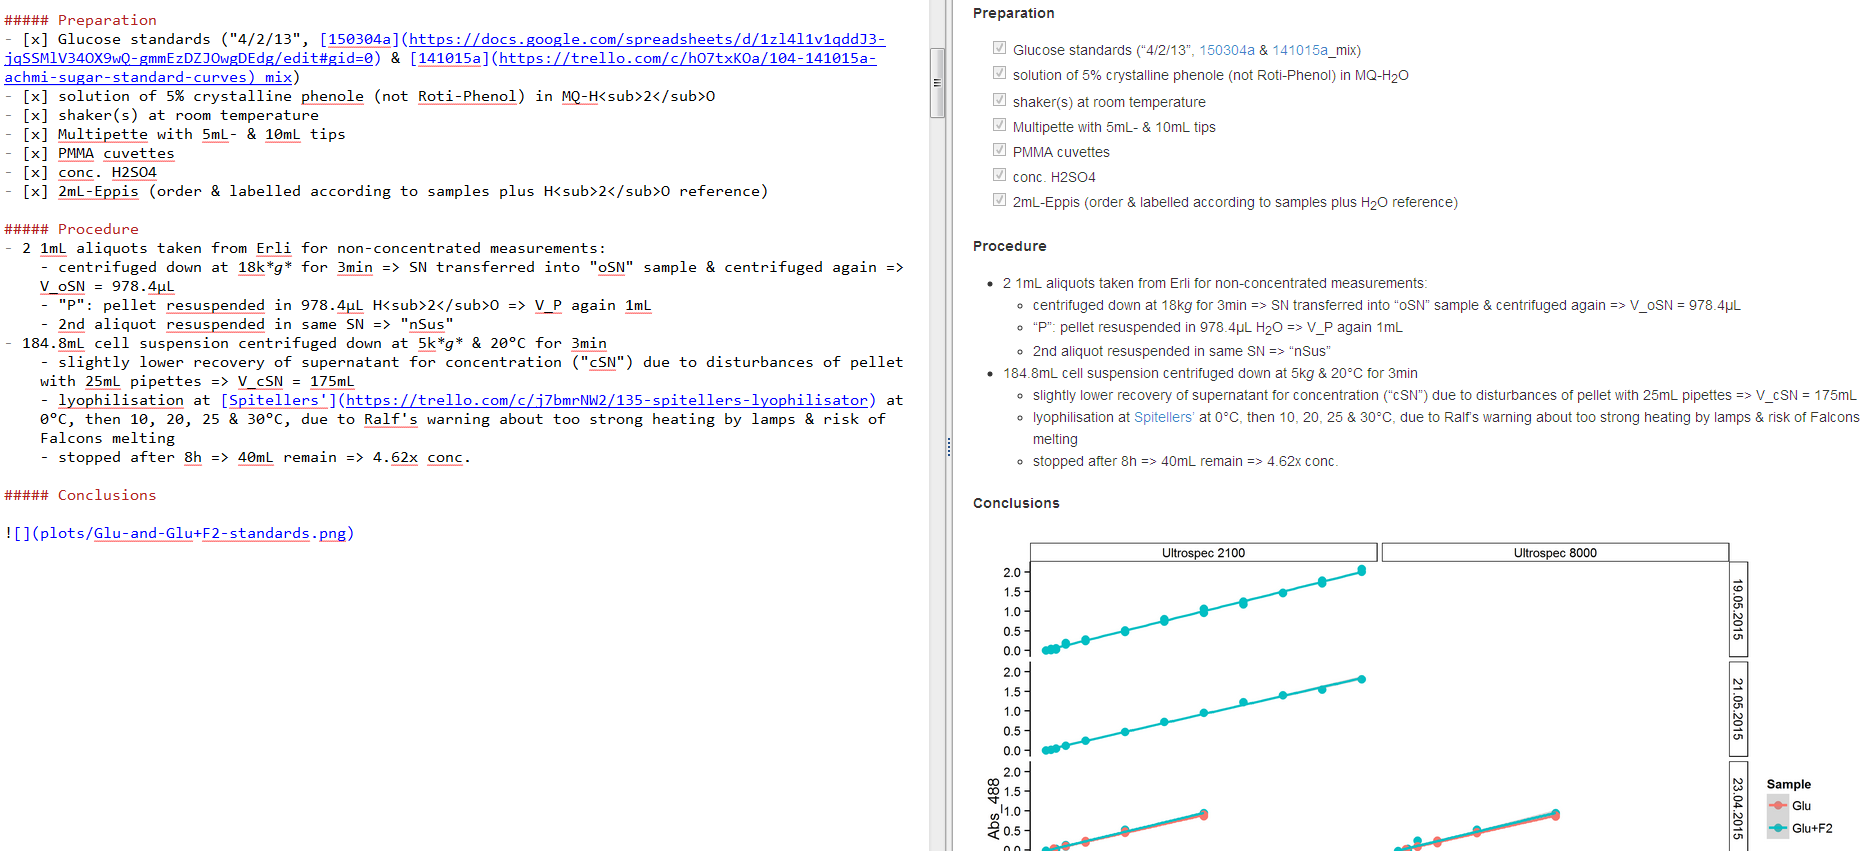 ##### Preparation
- [x] Glucose standards ("4/2/13", [150304a](https://docs.google.com/spreadsheets/d/1zl4l1v1qddJ3-
jqSSMlV34OX9wQ-gmmEzDZJOwgDEdg/edit#gid=0) & [141015a](https://trello.com/c/hO7txKOa/104-141015a-
achmi-sugar-standard-curves)_mix)
- [x] solution of 5% crystalline phenole (not Roti-Phenol) in MQ-H<sub>2</sub>O
- [x] shaker(s) at room temperature
- [x] Multipette with 5mL- & 10mL tips
- [x] PMMA cuvettes
- [x] conc. H2SO4
- [x] 2mL-Eppis (order & labelled according to samples plus H<sub>2</sub>O reference)
##### Procedure
- 2 1mL aliquots taken from Erli for non-concentrated measurements:
- centrifuged down at 18k*g* for 3min => SN transferred into "oSN" sample & centrifuged again =>
V_oSN = 978.4µL
- "P": pellet resuspended in 978.4µL H<sub>2</sub>O => V_P again 1mL
- 2nd aliquot resuspended in same SN => "nSus"
- 184.8mL cell suspension centrifuged down at 5k*g* & 20°C for 3min
- slightly lower recovery of supernatant for concentration ("cSN") due to disturbances of pellet
with 25mL pipettes => V_cSN = 175mL
- lyophilisation at [Spitellers'](https://trello.com/c/j7bmrNW2/135-spitellers-lyophilisator) at
0°C, then 10, 20, 25 & 30°C, due to Ralf's warning about too strong heating by lamps & risk of
Falcons melting
- stopped after 8h => 40mL remain => 4.62x conc.
##### Conclusions
![](plots/Glu-and-Glu+F2-standards.png)
Preparation
Glucose standards (“4/2/13”, 150304a & 141015a_mix)
solution of 5% crystalline phenole (not Roti-Phenol) in MQ-H2O
shaker(s) at room temperature
Multipette with 5mL- & 10mL tips
PMMA cuvettes
conc. H2SO4
2mL-Eppis (order & labelled according to samples plus H2O reference)
Procedure
2 1mL aliquots taken from Erli for non-concentrated measurements:
centrifuged down at 18kg for 3min => SN transferred into “oSN” sample & centrifuged again => V_oSN = 978.4µL
“P”: pellet resuspended in 978.4µL H2O => V_P again 1mL
2nd aliquot resuspended in same SN => “nSus”
184.8mL cell suspension centrifuged down at 5kg & 20°C for 3min
slightly lower recovery of supernatant for concentration (“cSN”) due to disturbances of pellet with 25mL pipettes => V_cSN = 175mL
lyophilisation at Spitellers’ at 0°C, then 10, 20, 25 & 30°C, due to Ralf’s warning about too strong heating by lamps & risk of Falcons
melting
stopped after 8h => 40mL remain => 4.62x conc.
Conclusions
Ultrospec 2100
Ultrospec 8000
2.0
1.5
1.0
0.5
0.0
19.05.2015
2.0
1.5
1.0
0.5
0.0
21.05.2015
2.0
1.5
1.0
0.5
0.0
23.04.2015
Abs_488
Sample
Glu
Glu+F2